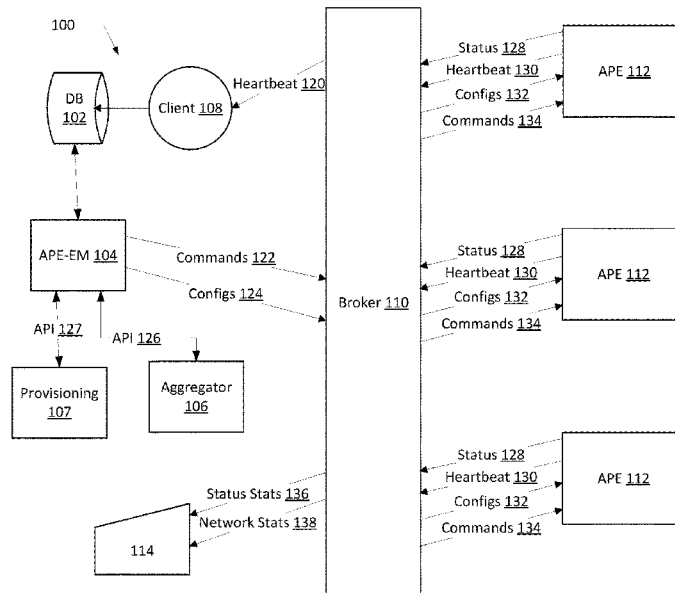 100
DB
102
Client 108
Heartbeat 120
APE-EM 104
Commands 122
Configs 124
API 127
API 126
Provisioning
107
Aggregator
106
Status Stats 136
Network Stats 138
114
Broker 110
Status 128
Heartbeat 130
Configs 132
Commands 134
APE 112
Status 128
Heartbeat 130
Configs 132
Commands 134
APE 112
Status 128
Heartbeat 130
Configs 132
Commands 134
APE 112